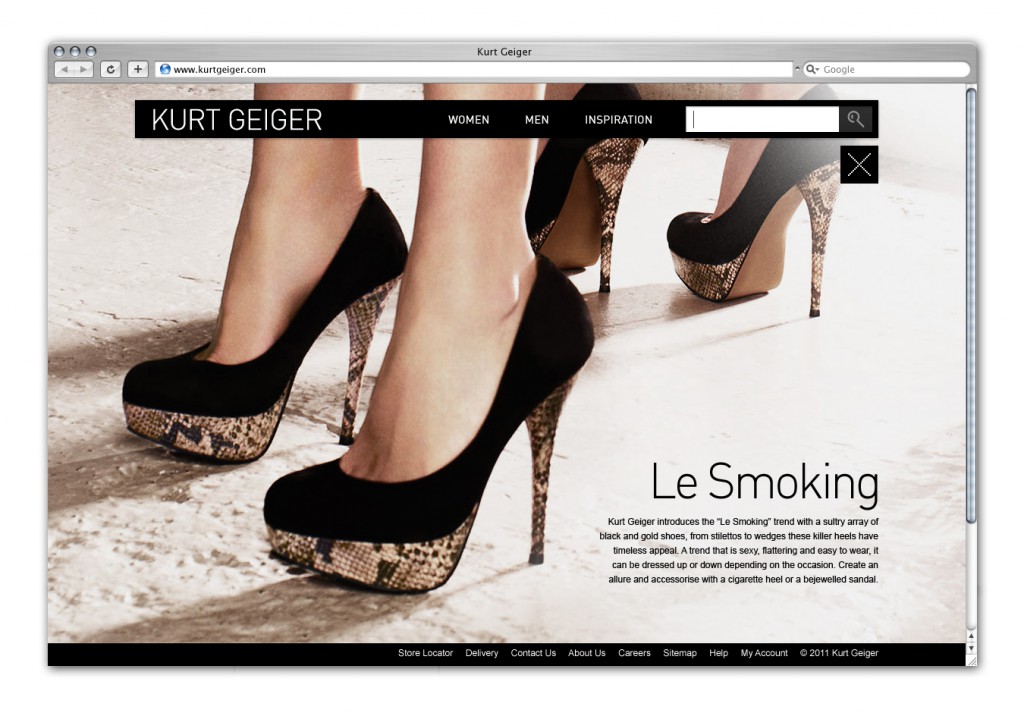 Kurt Geiger
www.kurtgeiger.com
Google
KURT GEIGER
WOMEN
MEN
INSPIRATION
Le Smoking
Kurt Geiger introduces the "Le Smoking" trend with a sultry array of
black and gold shoes, from stilettos to wedges these killer heels have
timeless appeal. A trend that is sexy, flattering and easy to wear, it
can be dressed up or down depending on the occasion. Create an
allure and accessorise with a cigarette heel or a bejewelled sandal.
Store Locator Delivery Contact Us About Us Careers Sitemap Help My Account © 2011 Kurt Geiger